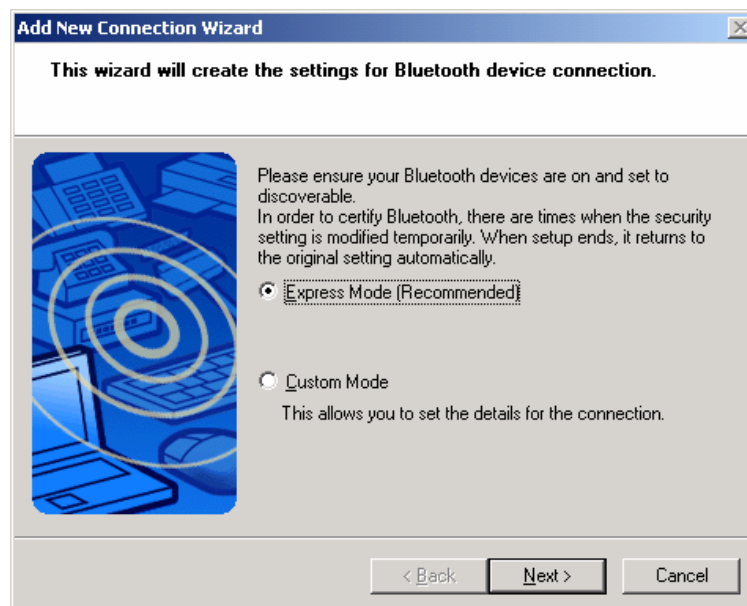 Add New Connection Wizard
This wizard will create the settings for Bluetooth device connection.
Please ensure your Bluetooth devices are on and set to
discoverable.
In order to certify Bluetooth, there are times when the security
setting is modified temporarily. When setup ends, it returns to
the original setting automatically.
Express Mode (Recommended)
Custom Mode
This allows you to set the details for the connection.
< Back Next > Cancel